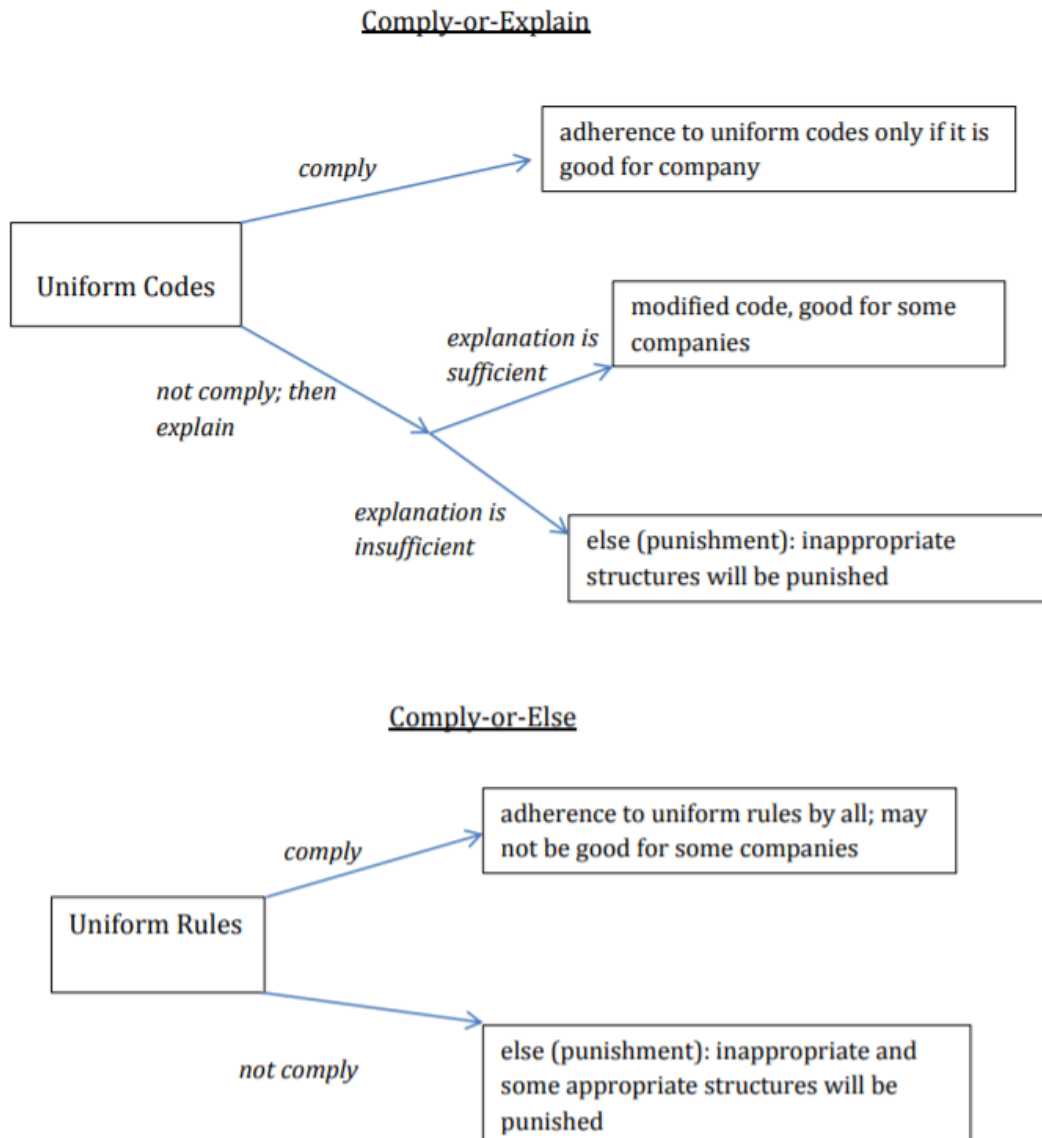 Comply-or-Explain
adherence to uniform codes only if it is
good for company
comply
Uniform Codes
modified code, good for some
companies
explanation is
sufficient
not comply; then
explain
explanation is
insufficient
else (punishment): inappropriate
structures will be punished
Comply-or-Else
adherence to uniform rules by all; may
not be good for some companies
comply
Uniform Rules
not comply
else (punishment): inappropriate and
some appropriate structures will be
punished